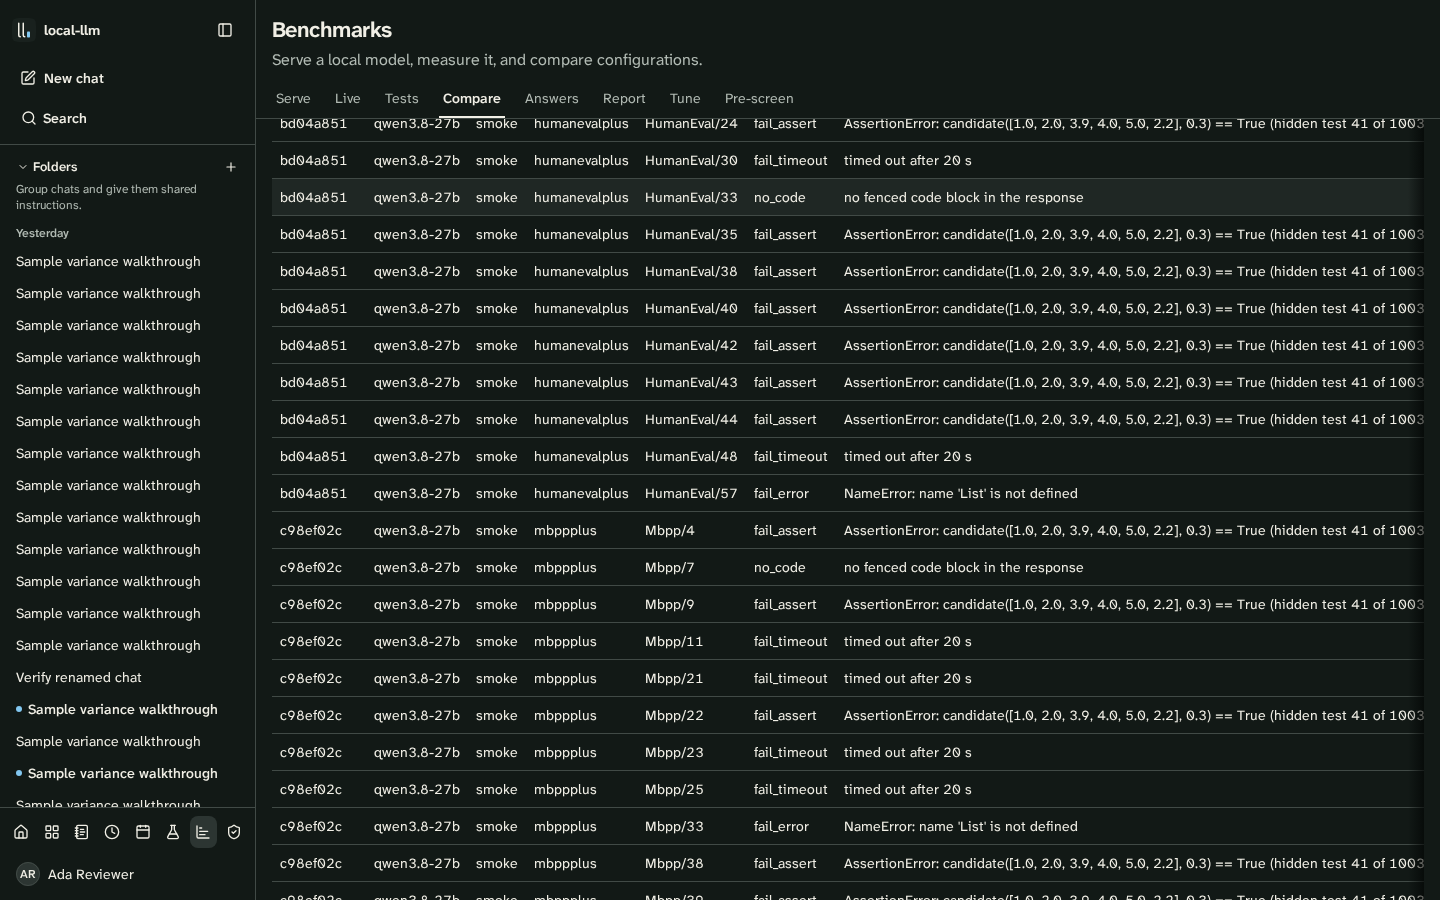 local-llm
New chat
Search
Folders
Group chats and give them shared
instructions.
Yesterday
Sample variance walkthrough
Sample variance walkthrough
Sample variance walkthrough
Sample variance walkthrough
Sample variance walkthrough
Sample variance walkthrough
Sample variance walkthrough
Sample variance walkthrough
Sample variance walkthrough
Sample variance walkthrough
Sample variance walkthrough
Sample variance walkthrough
Sample variance walkthrough
Verify renamed chat
Sample variance walkthrough
Sample variance walkthrough
Sample variance walkthrough
Sample variance walkthrough
AR Ada Reviewer
Benchmarks
Serve a local model, measure it, and compare configurations.
Serve Live Tests Compare Answers Report Tune Pre-screen
bd04a851 qwen3.8-27b smoke humanevalplus HumanEval/24 fail_assert AssertionError: candidate([1.0, 2.0, 3.9, 4.0, 5.0, 2.2], 0.3) == True (hidden test 41 of 1003
bd04a851 qwen3.8-27b smoke humanevalplus HumanEval/30 fail_timeout timed out after 20 s
bd04a851 qwen3.8-27b smoke humanevalplus HumanEval/33 no_code no fenced code block in the response
bd04a851 qwen3.8-27b smoke humanevalplus HumanEval/35 fail_assert AssertionError: candidate([1.0, 2.0, 3.9, 4.0, 5.0, 2.2], 0.3) == True (hidden test 41 of 1003
bd04a851 qwen3.8-27b smoke humanevalplus HumanEval/38 fail_assert AssertionError: candidate([1.0, 2.0, 3.9, 4.0, 5.0, 2.2], 0.3) == True (hidden test 41 of 1003
bd04a851 qwen3.8-27b smoke humanevalplus HumanEval/40 fail_assert AssertionError: candidate([1.0, 2.0, 3.9, 4.0, 5.0, 2.2], 0.3) == True (hidden test 41 of 1003
bd04a851 qwen3.8-27b smoke humanevalplus HumanEval/42 fail_assert AssertionError: candidate([1.0, 2.0, 3.9, 4.0, 5.0, 2.2], 0.3) == True (hidden test 41 of 1003
bd04a851 qwen3.8-27b smoke humanevalplus HumanEval/43 fail_assert AssertionError: candidate([1.0, 2.0, 3.9, 4.0, 5.0, 2.2], 0.3) == True (hidden test 41 of 1003
bd04a851 qwen3.8-27b smoke humanevalplus HumanEval/44 fail_assert AssertionError: candidate([1.0, 2.0, 3.9, 4.0, 5.0, 2.2], 0.3) == True (hidden test 41 of 1003
bd04a851 qwen3.8-27b smoke humanevalplus HumanEval/48 fail_timeout timed out after 20 s
bd04a851 qwen3.8-27b smoke humanevalplus HumanEval/57 fail_error NameError: name 'List' is not defined
c98ef02c qwen3.8-27b smoke mbppplus Mbpp/4 fail_assert AssertionError: candidate([1.0, 2.0, 3.9, 4.0, 5.0, 2.2], 0.3) == True (hidden test 41 of 1003
c98ef02c qwen3.8-27b smoke mbppplus Mbpp/7 no_code no fenced code block in the response
c98ef02c qwen3.8-27b smoke mbppplus Mbpp/9 fail_assert AssertionError: candidate([1.0, 2.0, 3.9, 4.0, 5.0, 2.2], 0.3) == True (hidden test 41 of 1003
c98ef02c qwen3.8-27b smoke mbppplus Mbpp/11 fail_timeout timed out after 20 s
c98ef02c qwen3.8-27b smoke mbppplus Mbpp/21 fail_timeout timed out after 20 s
c98ef02c qwen3.8-27b smoke mbppplus Mbpp/22 fail_assert AssertionError: candidate([1.0, 2.0, 3.9, 4.0, 5.0, 2.2], 0.3) == True (hidden test 41 of 1003
c98ef02c qwen3.8-27b smoke mbppplus Mbpp/23 fail_timeout timed out after 20 s
c98ef02c qwen3.8-27b smoke mbppplus Mbpp/25 fail_timeout timed out after 20 s
c98ef02c qwen3.8-27b smoke mbppplus Mbpp/33 fail_error NameError: name 'List' is not defined
c98ef02c qwen3.8-27b smoke mbppplus Mbpp/38 fail_assert AssertionError: candidate([1.0, 2.0, 3.9, 4.0, 5.0, 2.2], 0.3) == True (hidden test 41 of 1003